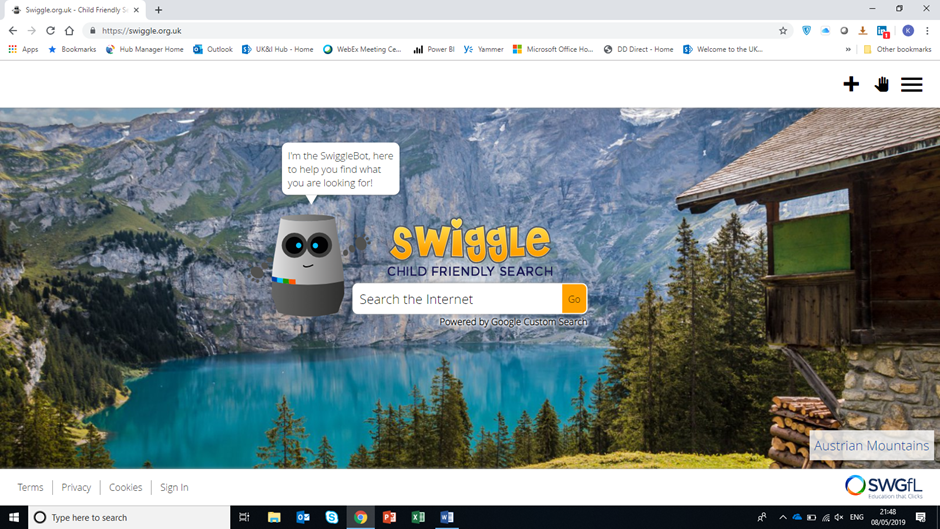 Swiggle.org.uk - Child Friendly Se
https://swiggle.org.uk
Apps
Bookmarks
Hub Manager Home
Outlook
UK&I Hub - Home
WebEx Meeting Ce...
Power BI
Yammer
Microsoft Office Ho...
DD Direct - Home
Welcome to the UK...
»
Other bookmarks
K
1
I'm the SwiggleBot, here
to help you find what
you are looking for!
swiggle
CHILD FRIENDLY SEARCH
Search the Internet
Go
Powered by Google Custom Search
Austrian Mountains
Terms
Privacy
Cookies
Sign In
SWGfL
Education that Clicks
Type here to search
ENG
21:48
08/05/2019